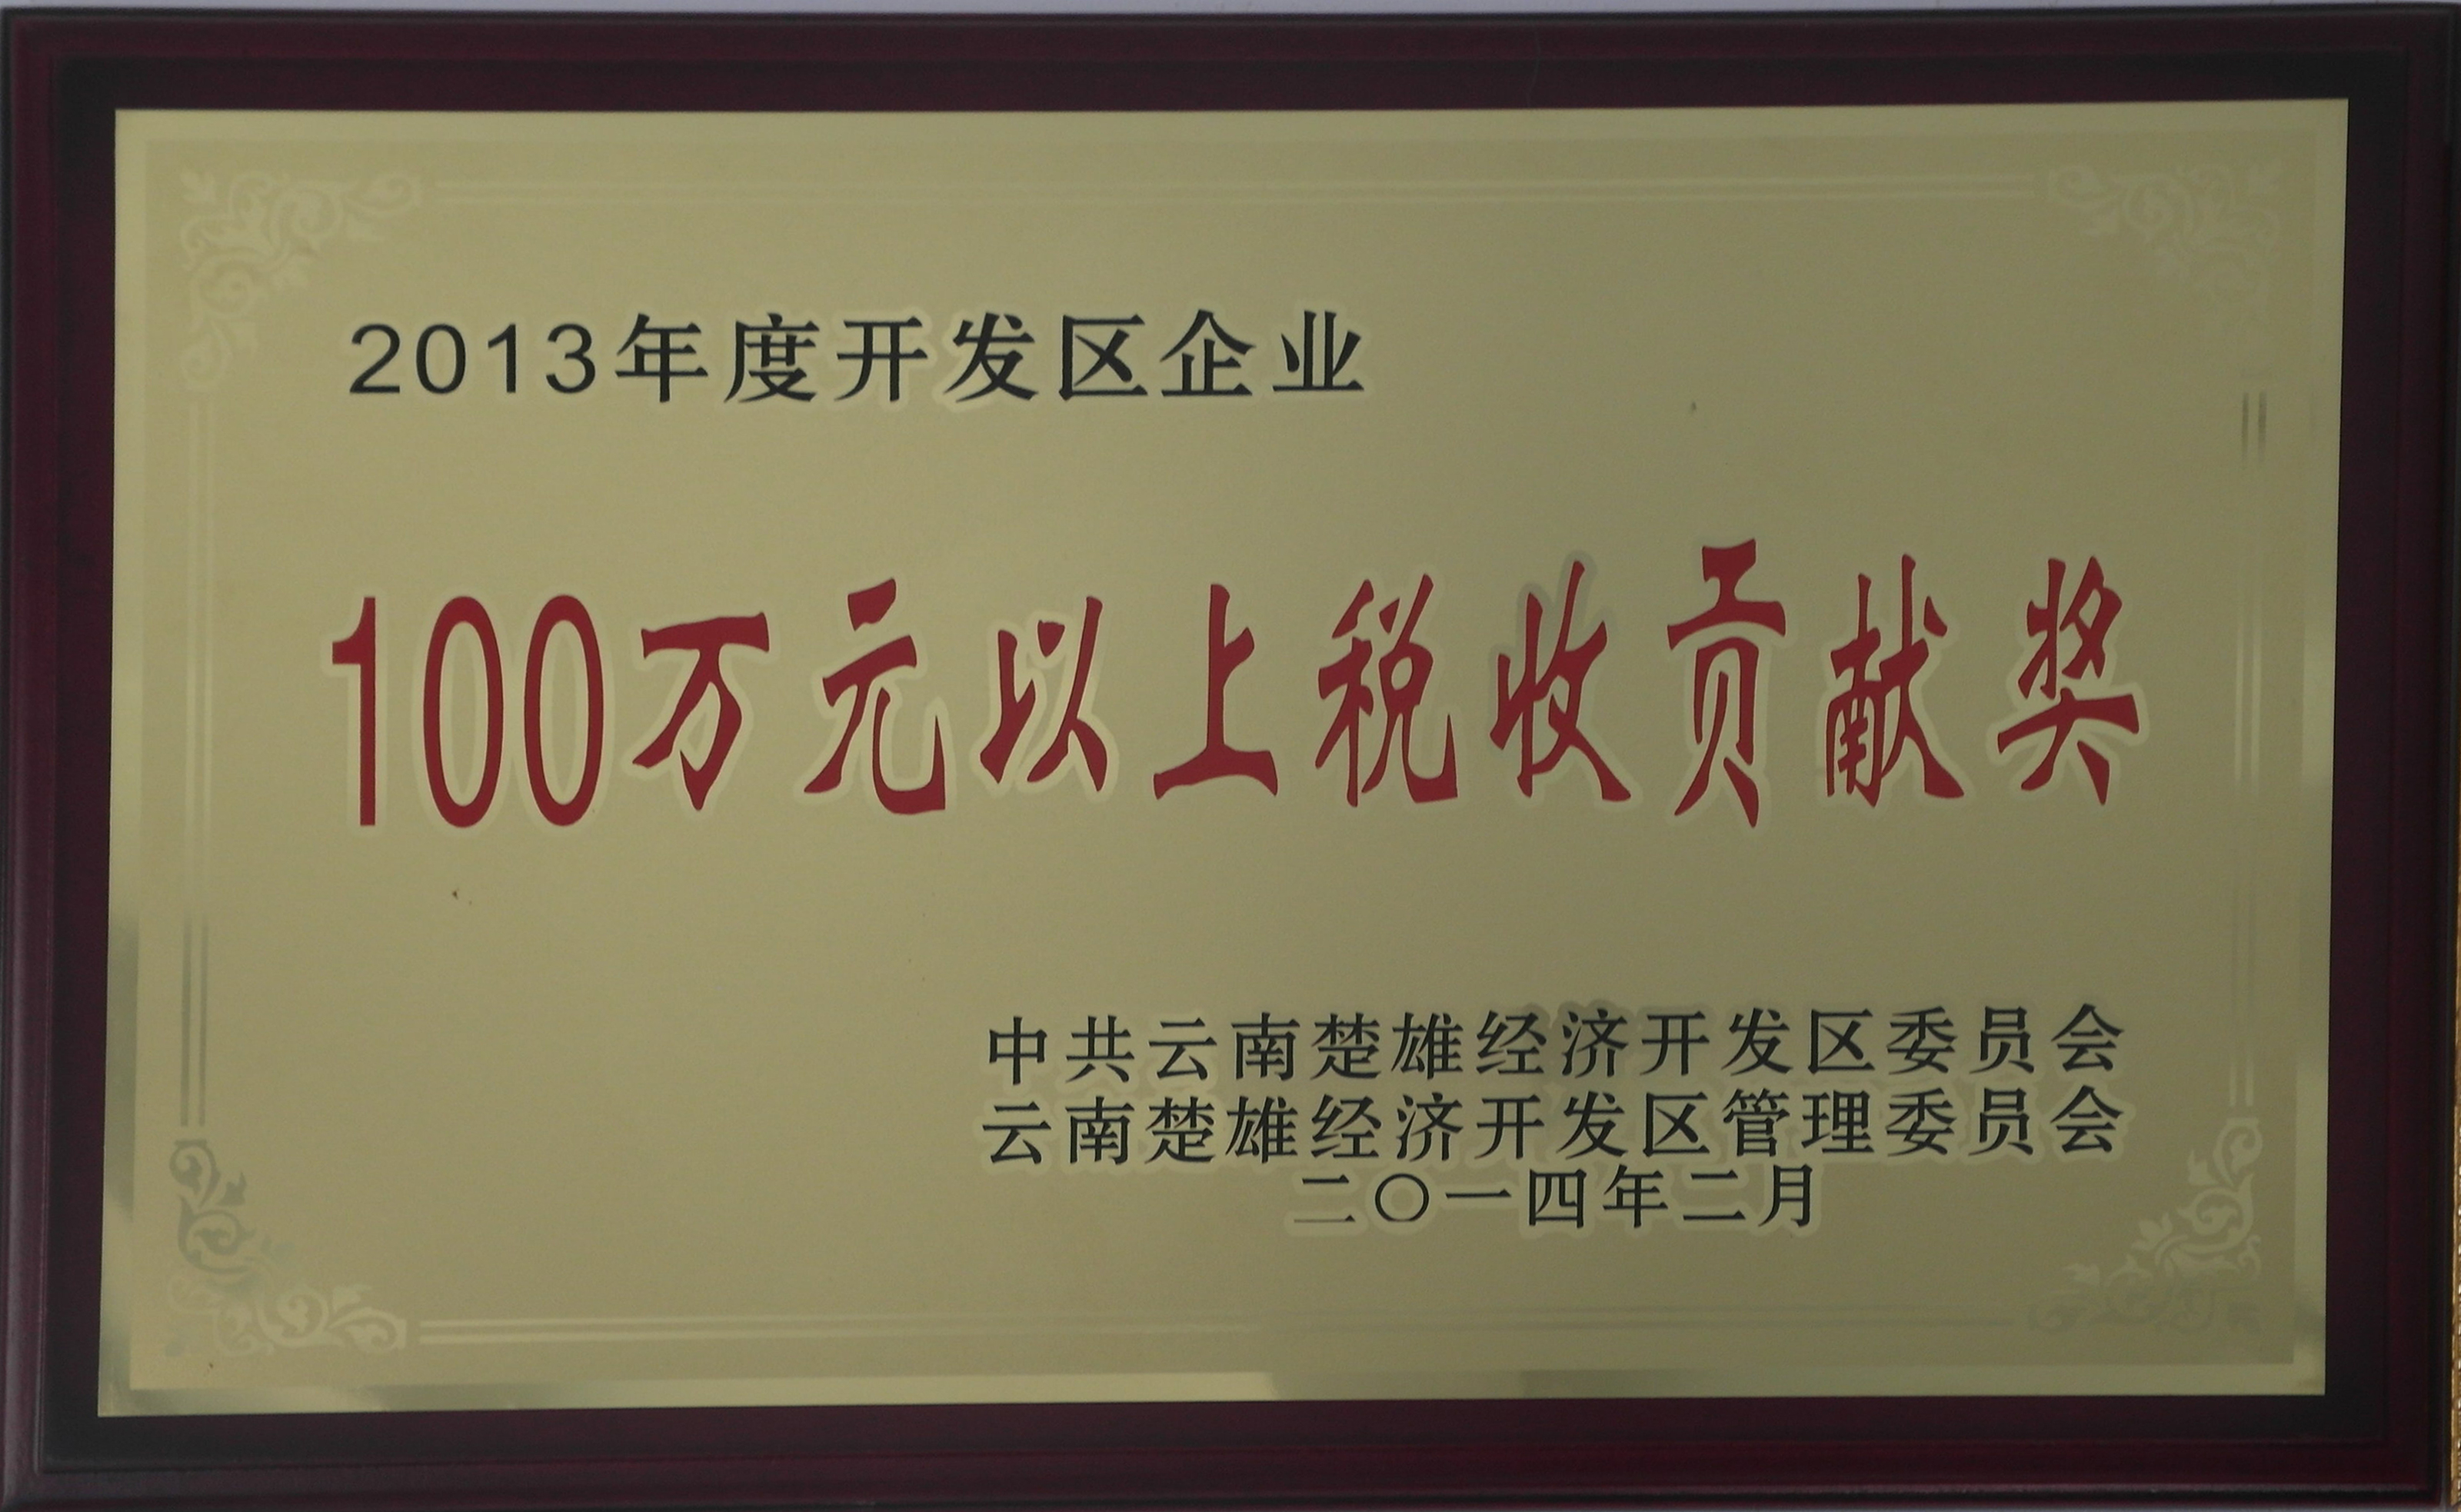 2013年度开发区企业
100万元以上税收贡献奖
中共云南楚雄经济开发区委员会
云南楚雄经济开发区管理委员会
二〇一四年二月